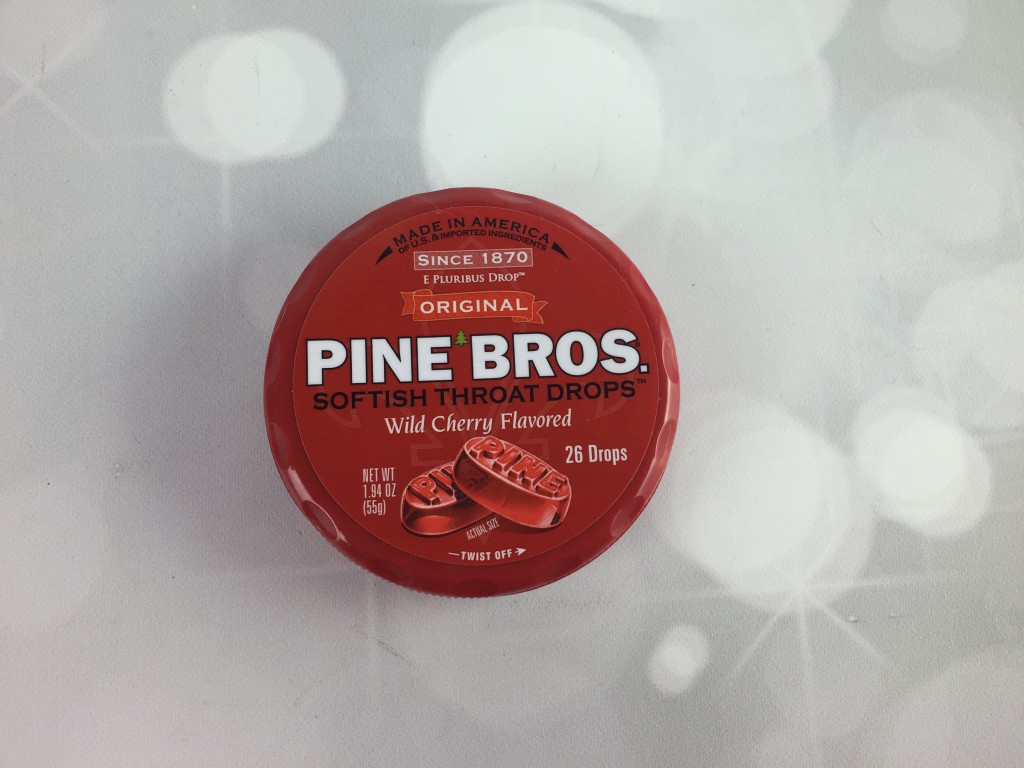 MADE IN AMERICA
OF U.S. & IMPORTED INGREDIENTS
SINCE 1870
E PLURIBUS DROP™
ORIGINAL
PINE BROS.
SOFTISH THROAT DROPS™
Wild Cherry Flavored
26 Drops
NET WT
1.94 OZ
(55g)
PI
PINE
ACTUAL SIZE
TWIST OFF